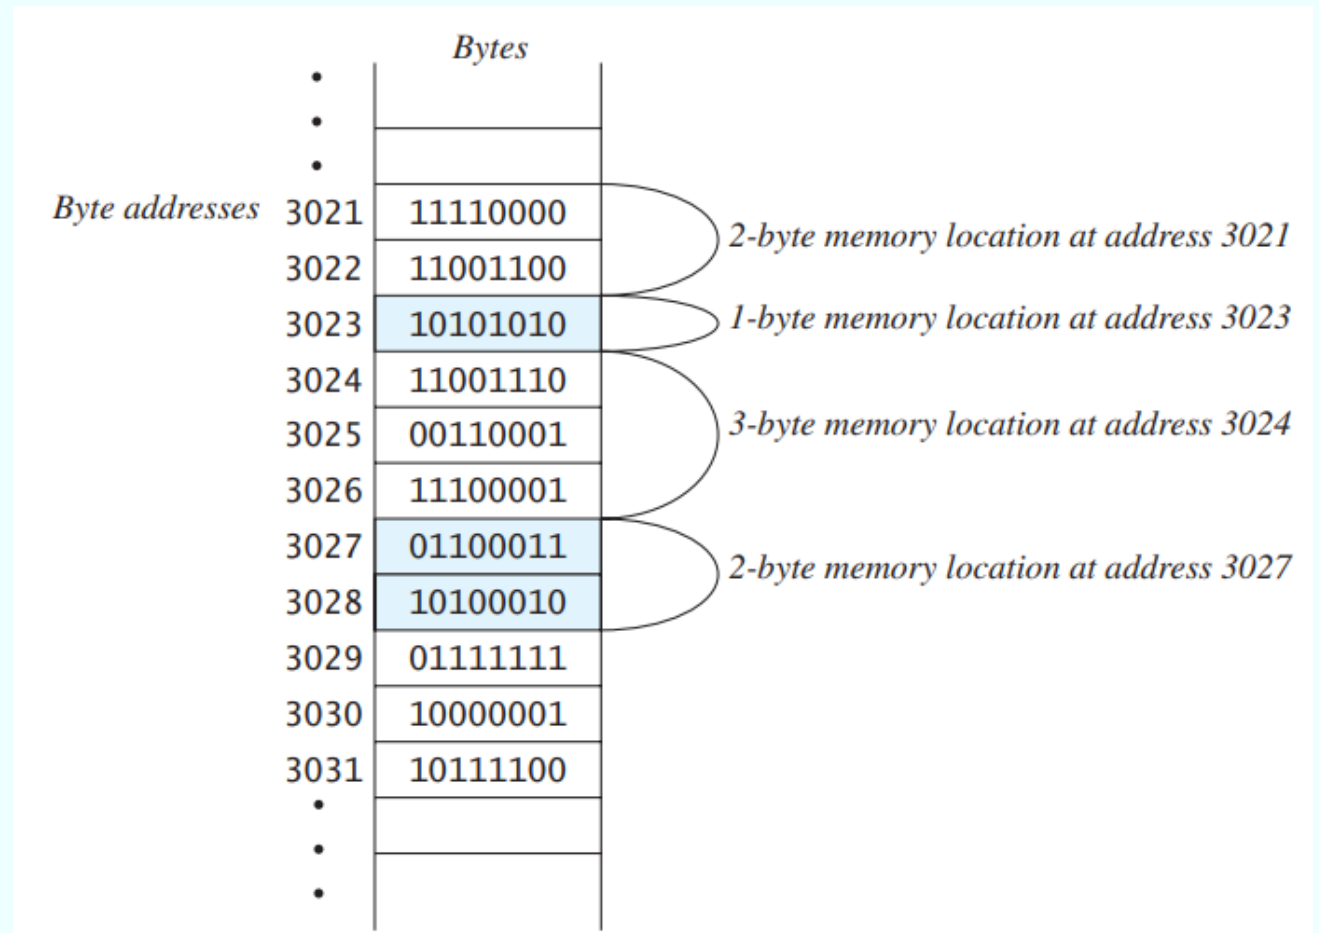 Bytes
Byte addresses 3021 11110000
2-byte memory location at address 3021
3022 11001100
3023 10101010 1-byte memory location at address 3023
3024 11001110
3025 00110001 3-byte memory location at address 3024
3026 11100001
3027 01100011 2-byte memory location at address 3027
3028 10100010
3029 01111111
3030 10000001
3031 10111100